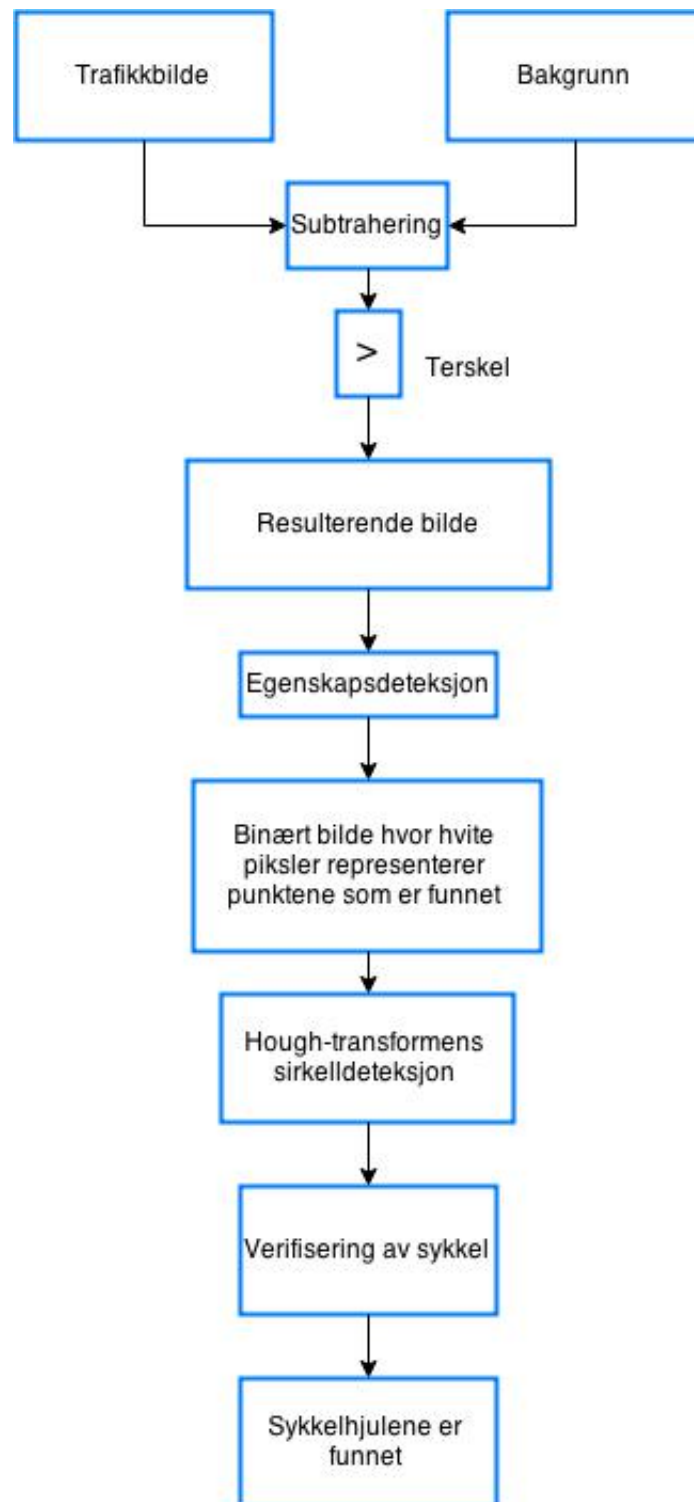 Trafikkbilde
Bakgrunn
Subtrahering
>
Terskel
Resulterende bilde
Egenskapsdeteksjon
Binært bilde hvor hvite
piksler representerer
punktene som er funnet
Hough-transformens
sirkelldeteksjon
Verifisering av sykkel
Sykkelhjulene er
funnet